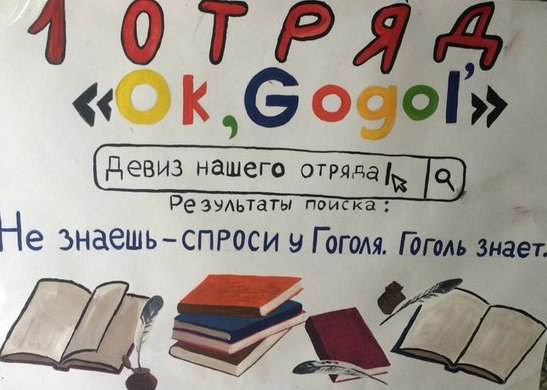 1 ОТРЯД
«Ok, Gogol'»
Девиз нашего отряда
Результаты поиска:
Не знаешь-спроси у Гоголя. Гоголь знает.